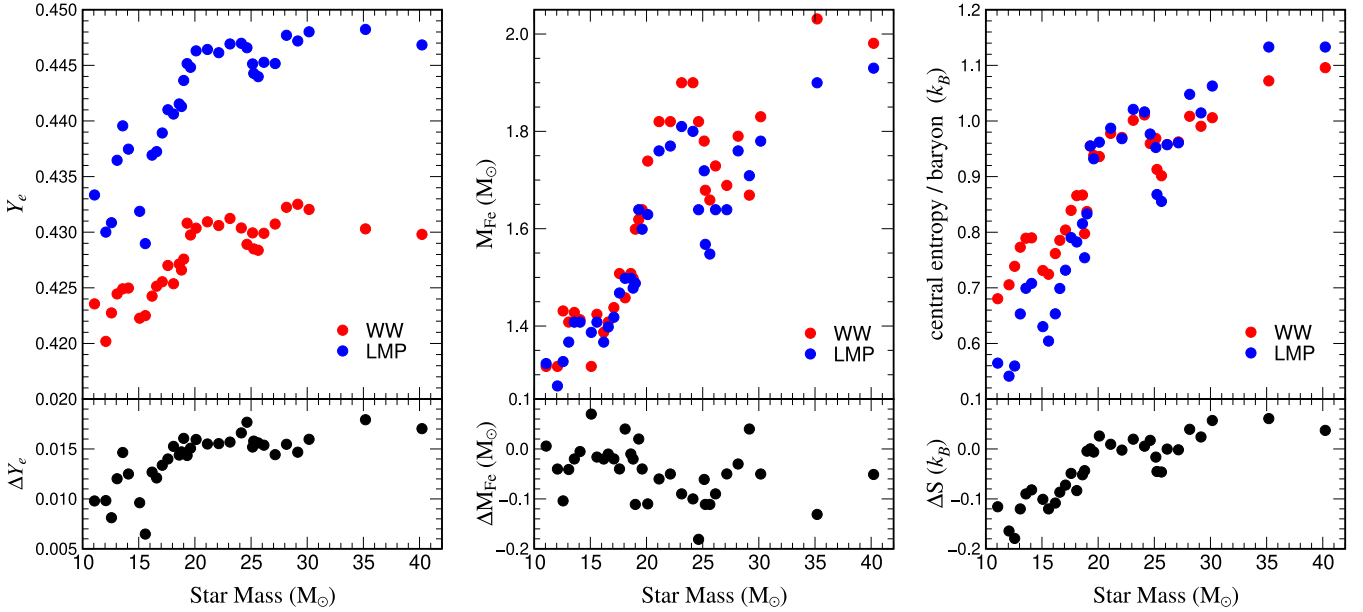 0.450
0.445
0.440
0.435
0.430
0.425
0.420
0.020
0.015
0.010
0.005
Y_e
ΔY_e
WW
LMP
10 15 20 25 30 35 40
Star Mass (M☉)
2.0
1.8
1.6
1.4
0.1
0.0
−0.1
−0.2
M_Fe (M☉)
ΔM_Fe (M☉)
WW
LMP
10 15 20 25 30 35 40
Star Mass (M☉)
1.2
1.1
1.0
0.9
0.8
0.7
0.6
0.1
0.0
−0.1
−0.2
central entropy / baryon (k_B)
ΔS (k_B)
WW
LMP
10 15 20 25 30 35 40
Star Mass (M☉)